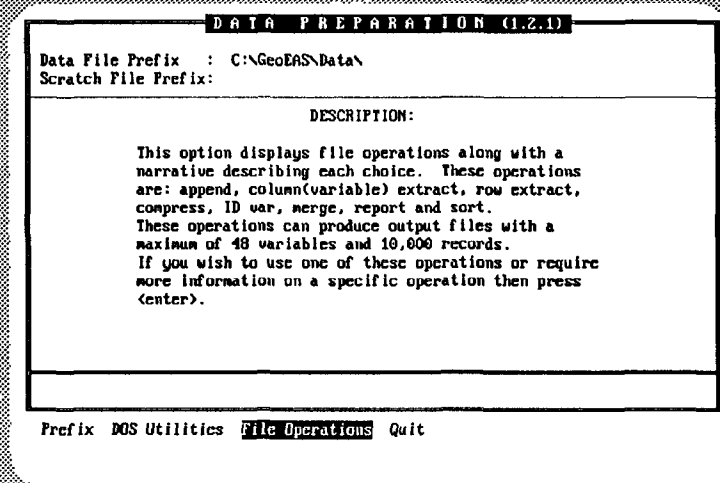 DATA PREPARATION (1.2.1)
Data File Prefix : C:\GeoEAS\Data\
Scratch File Prefix:
DESCRIPTION:
This option displays file operations along with a
narrative describing each choice. These operations
are: append, column(variable) extract, row extract,
compress, ID var, merge, report and sort.
These operations can produce output files with a
maximum of 48 variables and 10,000 records.
If you wish to use one of these operations or require
more information on a specific operation then press
<enter>.
Prefix DOS Utilities File Operations Quit